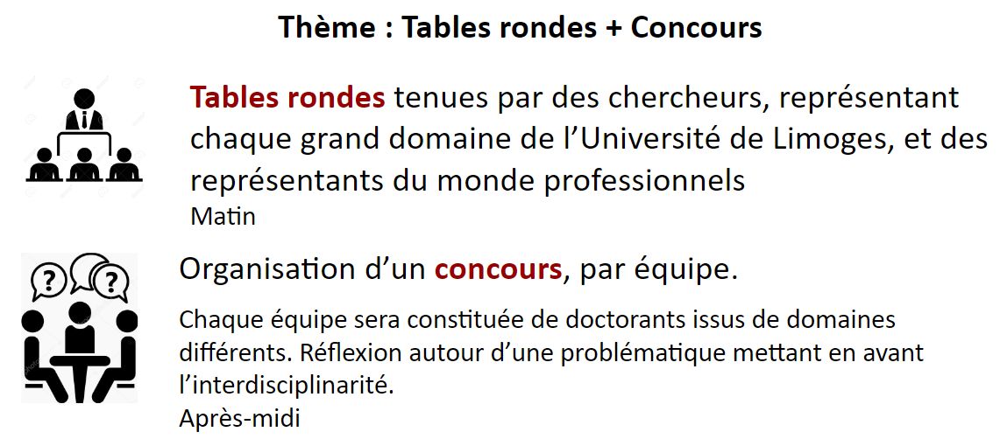 Thème : Tables rondes + Concours
Tables rondes tenues par des chercheurs, représentant
chaque grand domaine de l’Université de Limoges, et des
représentants du monde professionnels
Matin
Organisation d’un concours, par équipe.
? ?
Chaque équipe sera constituée de doctorants issus de domaines
différents. Réflexion autour d’une problématique mettant en avant
l’interdisciplinarité.
Après-midi